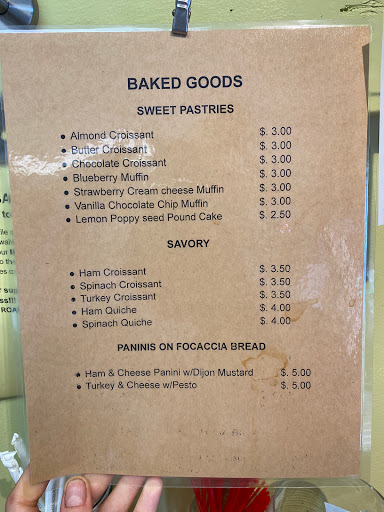 BAKED GOODS
SWEET PASTRIES
• Almond Croissant $. 3.00
• Butter Croissant $. 3.00
• Chocolate Croissant $. 3.00
• Blueberry Muffin $. 3.00
• Strawberry Cream cheese Muffin $. 3.00
• Vanilla Chocolate Chip Muffin $. 3.00
• Lemon Poppy seed Pound Cake $. 2.50
SAVORY
• Ham Croissant $. 3.50
• Spinach Croissant $. 3.50
• Turkey Croissant $. 3.50
• Ham Quiche $. 4.00
• Spinach Quiche $. 4.00
PANINIS ON FOCACCIA BREAD
• Ham & Cheese Panini w/Dijon Mustard $. 5.00
• Turkey & Cheese w/Pesto $. 5.00